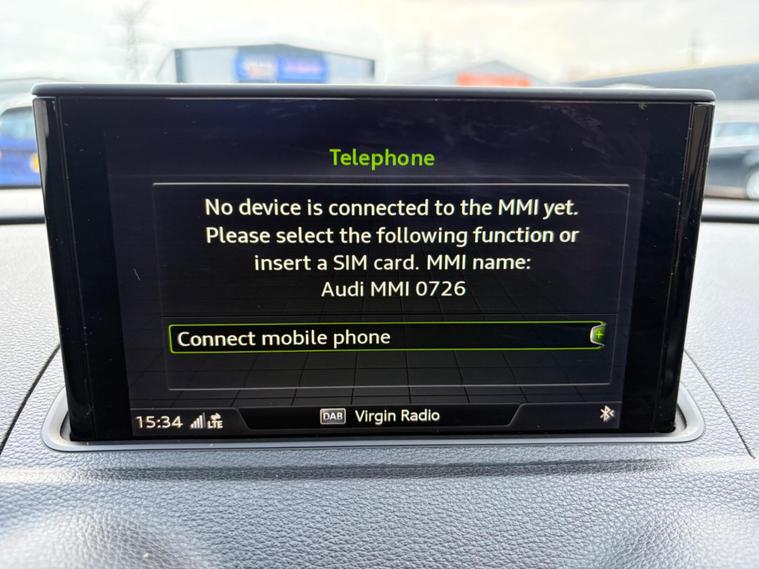 Telephone
No device is connected to the MMI yet.
Please select the following function or
insert a SIM card. MMI name:
Audi MMI 0726
Connect mobile phone
15:34 LTE DAB Virgin Radio